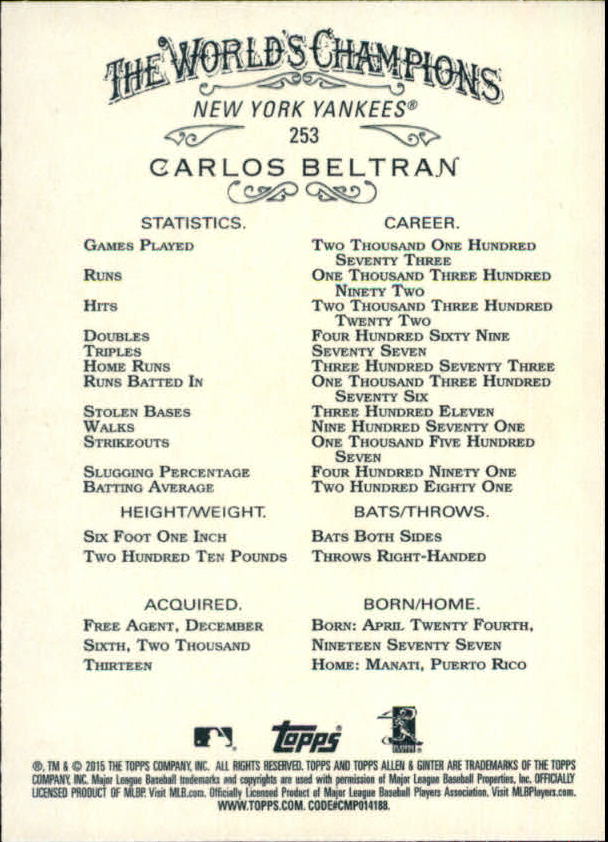 THE WORLD'S CHAMPIONS
NEW YORK YANKEES®
253
CARLOS BELTRAN
STATISTICS. CAREER.
GAMES PLAYED TWO THOUSAND ONE HUNDRED
SEVENTY THREE
RUNS ONE THOUSAND THREE HUNDRED
NINETY TWO
HITS TWO THOUSAND THREE HUNDRED
TWENTY TWO
DOUBLES FOUR HUNDRED SIXTY NINE
TRIPLES SEVENTY SEVEN
HOME RUNS THREE HUNDRED SEVENTY THREE
RUNS BATTED IN ONE THOUSAND THREE HUNDRED
SEVENTY SIX
STOLEN BASES THREE HUNDRED ELEVEN
WALKS NINE HUNDRED SEVENTY ONE
STRIKEOUTS ONE THOUSAND FIVE HUNDRED
SEVEN
SLUGGING PERCENTAGE FOUR HUNDRED NINETY ONE
BATTING AVERAGE TWO HUNDRED EIGHTY ONE
HEIGHT/WEIGHT. BATS/THROWS.
SIX FOOT ONE INCH BATS BOTH SIDES
TWO HUNDRED TEN POUNDS THROWS RIGHT-HANDED
ACQUIRED. BORN/HOME.
FREE AGENT, DECEMBER BORN: APRIL TWENTY FOURTH,
SIXTH, TWO THOUSAND NINETEEN SEVENTY SEVEN
THIRTEEN HOME: MANATI, PUERTO RICO
topps®
®, TM & © 2015 THE TOPPS COMPANY, INC. ALL RIGHTS RESERVED. TOPPS AND TOPPS ALLEN & GINTER ARE TRADEMARKS OF THE TOPPS
COMPANY, INC. Major League Baseball trademarks and copyrights are used with permission of Major League Baseball Properties, Inc. OFFICIALLY
LICENSED PRODUCT OF MLBP. Visit MLB.com. Officially Licensed Product of Major League Baseball Players Association. Visit MLBPlayers.com.
WWW.TOPPS.COM. CODE#CMP014188.